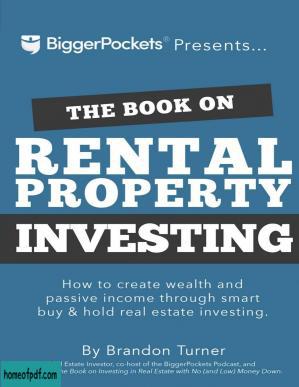 BiggerPockets® Presents...
THE BOOK ON
RENTAL
PROPERTY
INVESTING
How to create wealth and
passive income through smart
buy & hold real estate investing.
By Brandon Turner
l Estate Investor, co-host of the BiggerPockets Podcast, and
he Book on Investing in Real Estate with No (and Low) Money Down.
homeofpdf.com